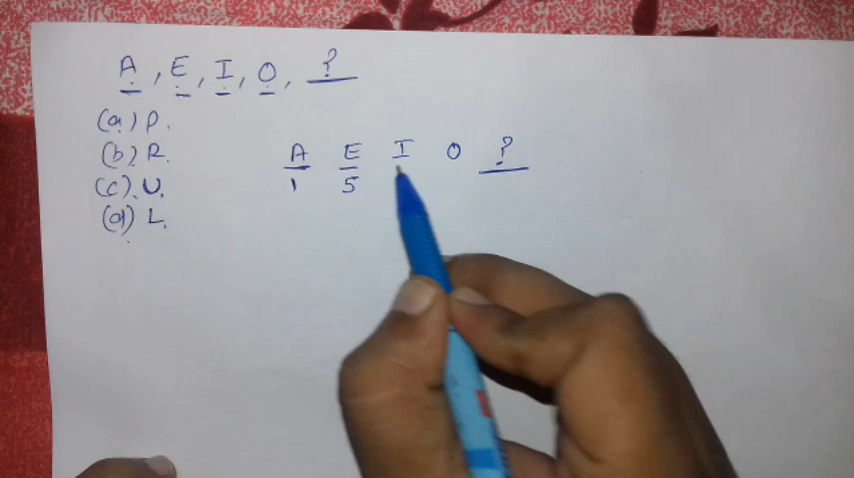 A, E, I, O, ?
(a) P.
(b) R.
(c) U.
(d) L.
A E I O ?
1 5